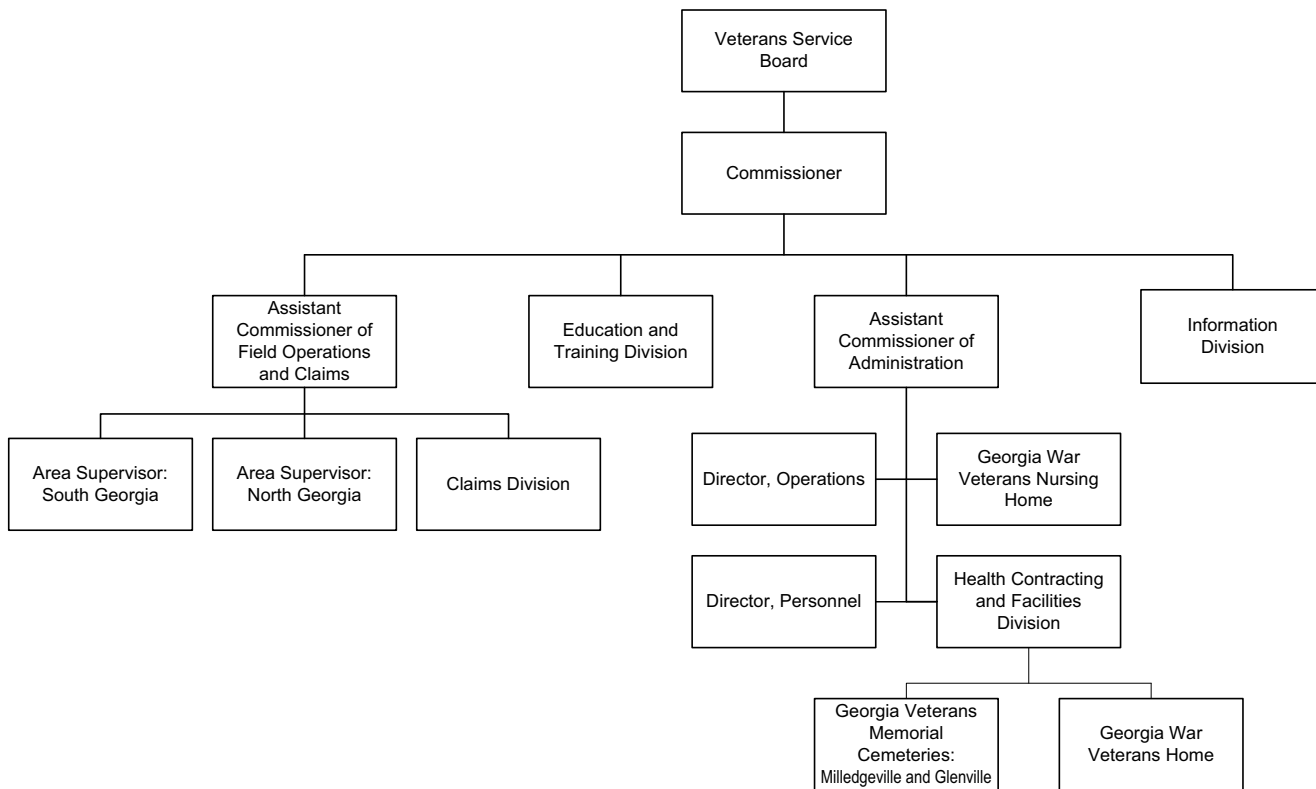 Veterans Service
Board
Commissioner
Assistant
Commissioner of
Field Operations
and Claims
Education and
Training Division
Assistant
Commissioner of
Administration
Information
Division
Area Supervisor:
South Georgia
Area Supervisor:
North Georgia
Claims Division
Director, Operations
Georgia War
Veterans Nursing
Home
Director, Personnel
Health Contracting
and Facilities
Division
Georgia Veterans
Memorial
Cemeteries:
Milledgeville and Glenville
Georgia War
Veterans Home